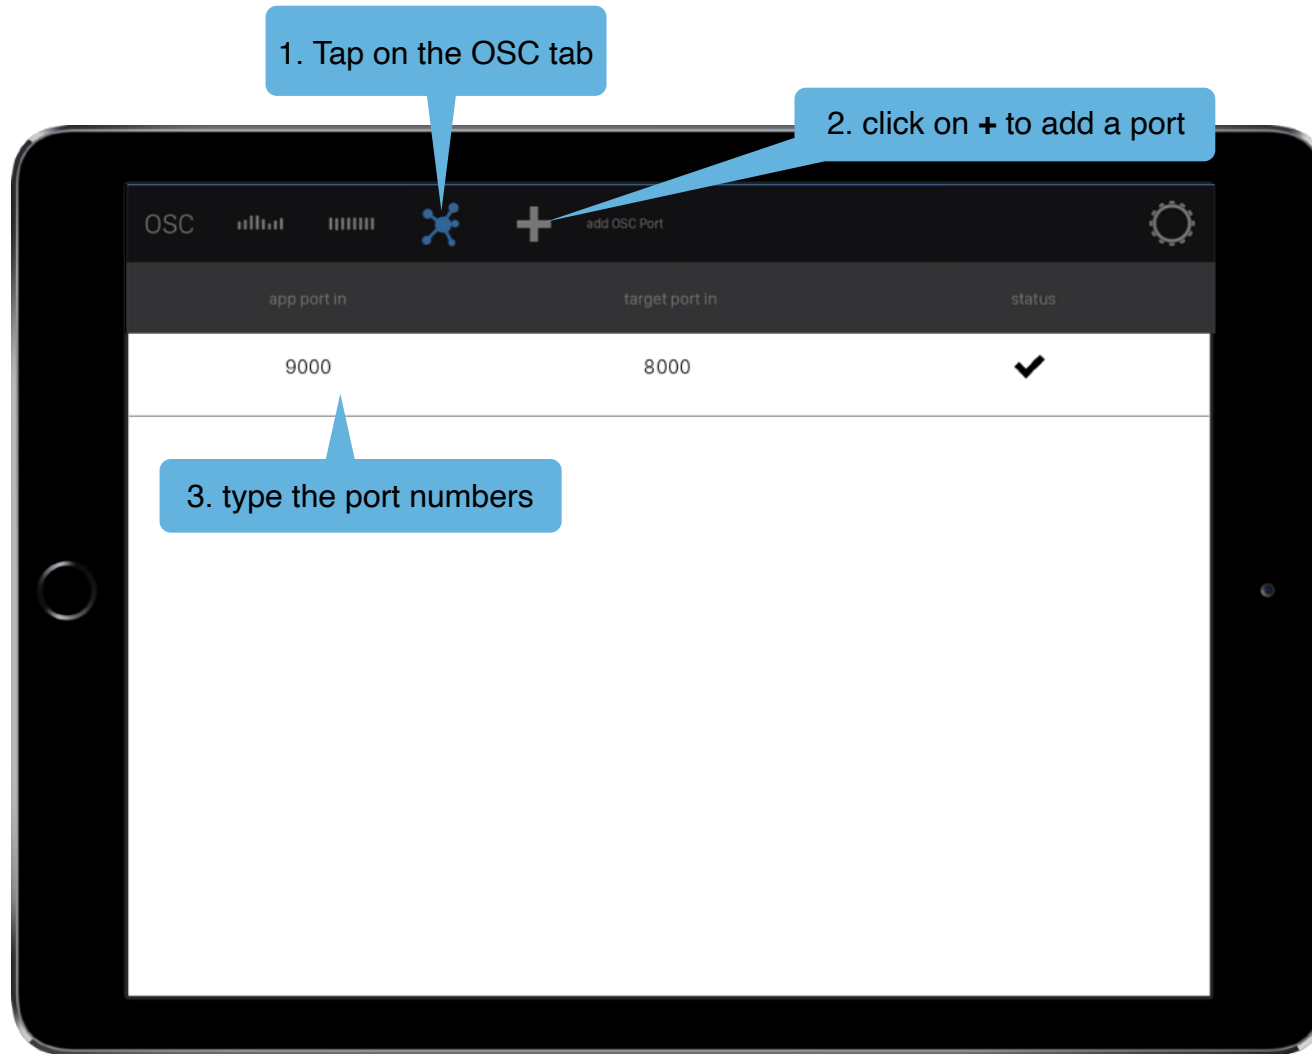 1. Tap on the OSC tab
2. click on + to add a port
OSC
add OSC Port
app port in
target port in
status
9000
8000
3. type the port numbers